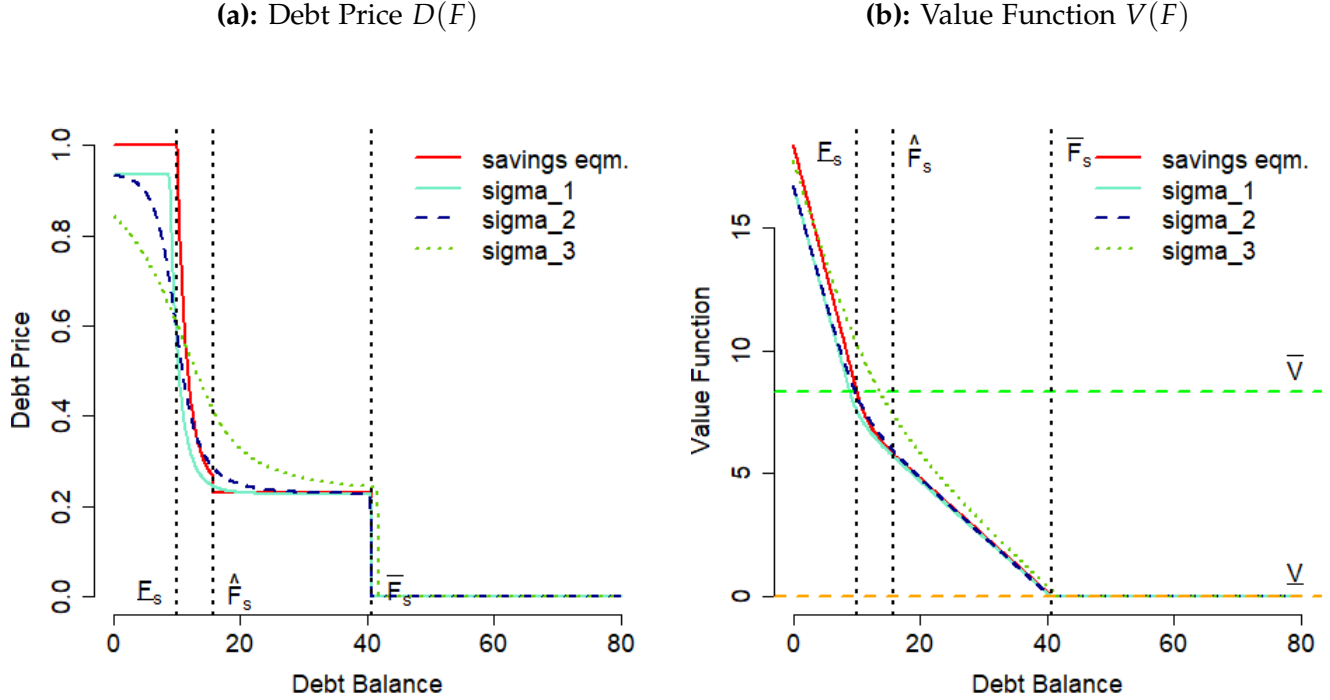 (a): Debt Price D(F)
Debt Price
0.0 0.2 0.4 0.6 0.8 1.0
savings eqm.
sigma_1
sigma_2
sigma_3
F̲s F̂s F̅s
0 20 40 60 80
Debt Balance
(b): Value Function V(F)
Value Function
0 5 10 15
F̲s F̂s F̅s
savings eqm.
sigma_1
sigma_2
sigma_3
V̅
V̲
0 20 40 60 80
Debt Balance